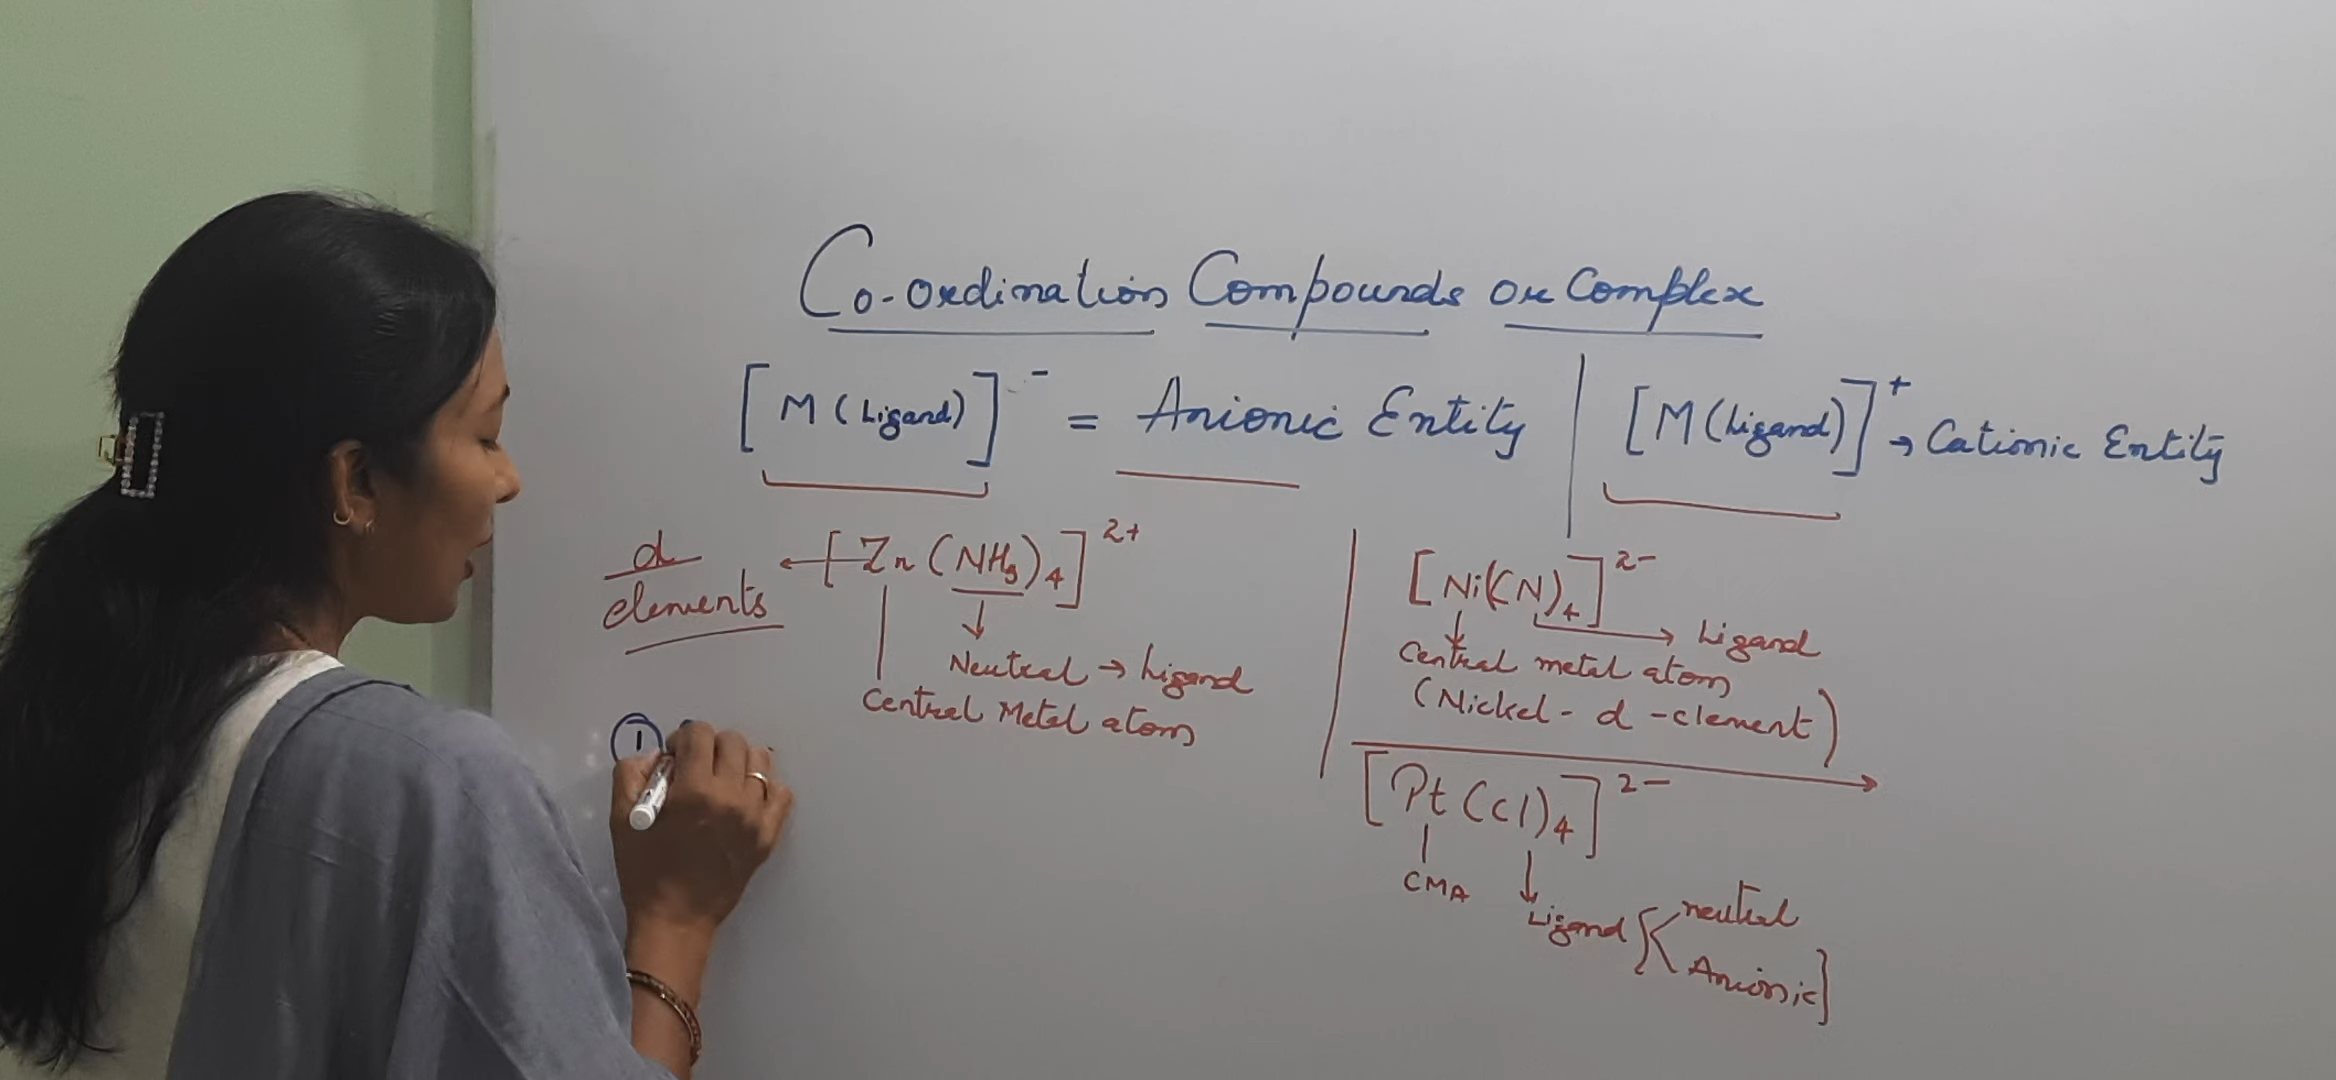 Co-ordination Compounds or Complex
[M(Ligand)]⁻ = Anionic Entity | [M(Ligand)]⁺ → Cationic Entity
d
elements
← [Zn(NH₃)₄]²⁺
↓
Neutral → Ligand
Central Metal atom
[Ni(CN)₄]²⁻
→ Ligand
Central metal atom
(Nickel - d - element)
[Pt(Cl)₄]²⁻
CMA
Ligand { neutral
Anionic }
①